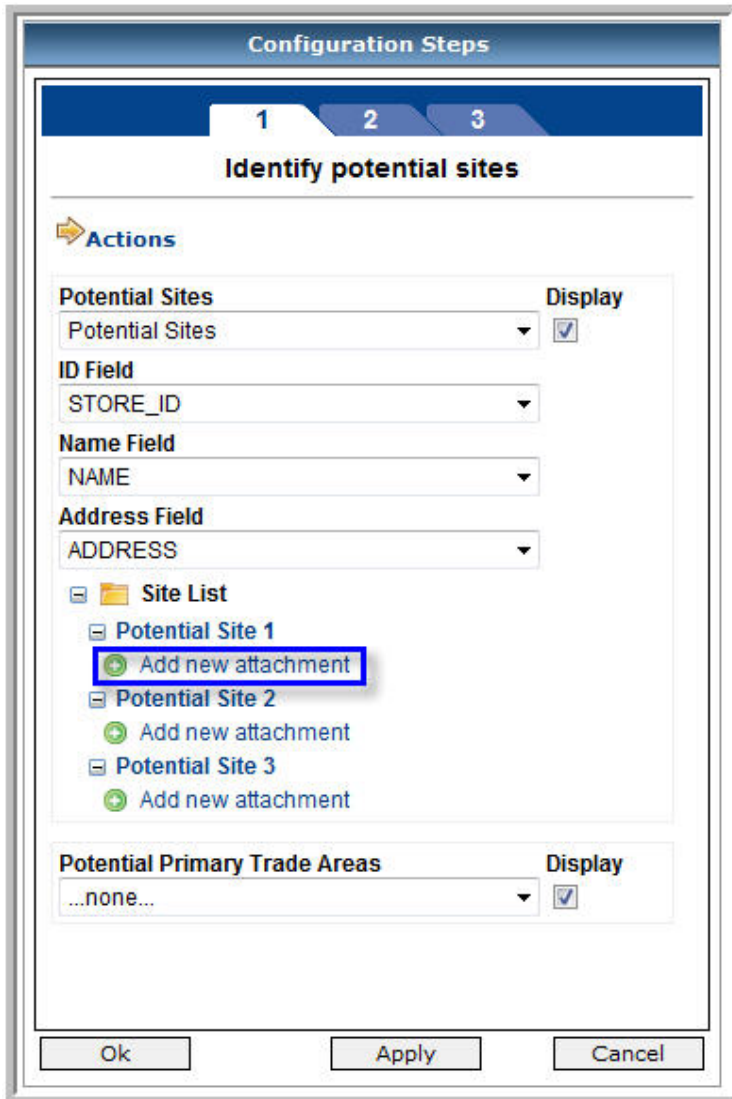 Configuration Steps
1 2 3
Identify potential sites
Actions
Potential Sites Display
Potential Sites
ID Field
STORE_ID
Name Field
NAME
Address Field
ADDRESS
Site List
Potential Site 1
Add new attachment
Potential Site 2
Add new attachment
Potential Site 3
Add new attachment
Potential Primary Trade Areas Display
...none...
Ok Apply Cancel